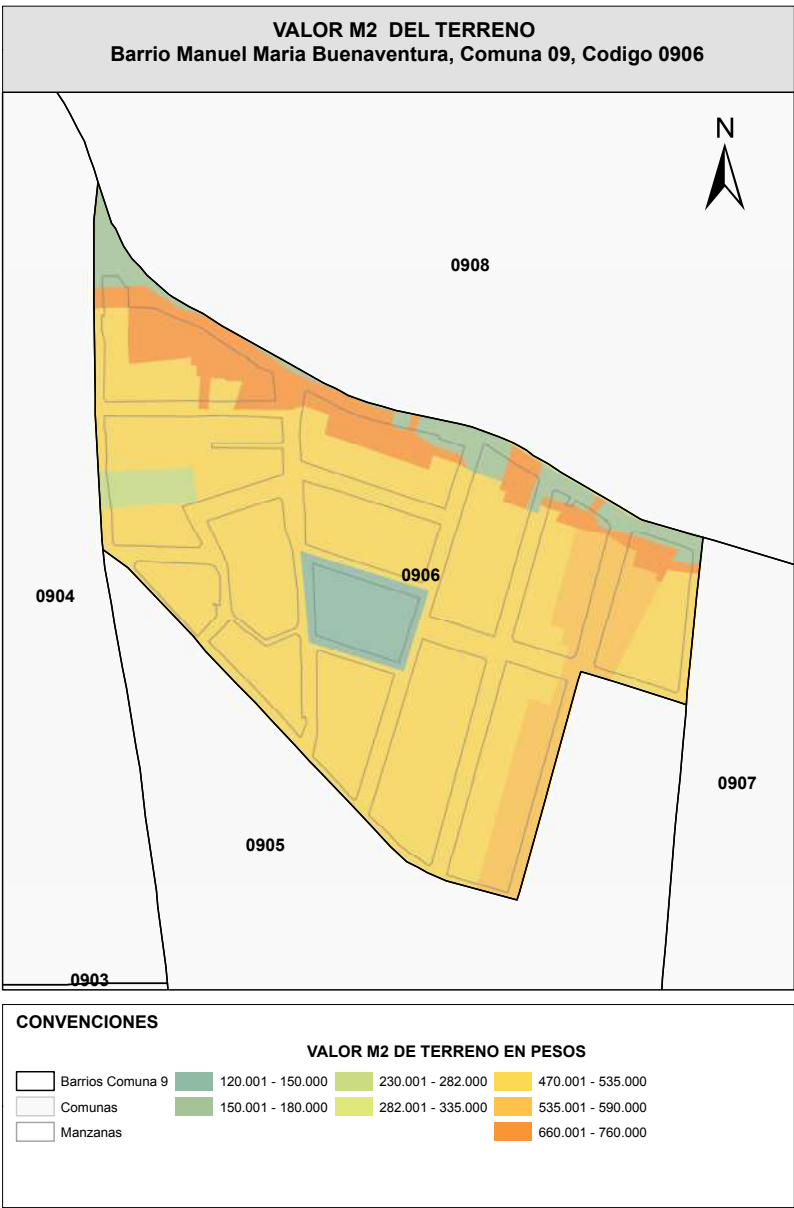 VALOR M2 DEL TERRENO
Barrio Manuel Maria Buenaventura, Comuna 09, Codigo 0906
N
0908
0906
0904
0907
0905
0903
CONVENCIONES
VALOR M2 DE TERRENO EN PESOS
Barrios Comuna 9 120.001 - 150.000 230.001 - 282.000 470.001 - 535.000
Comunas 150.001 - 180.000 282.001 - 335.000 535.001 - 590.000
Manzanas 660.001 - 760.000